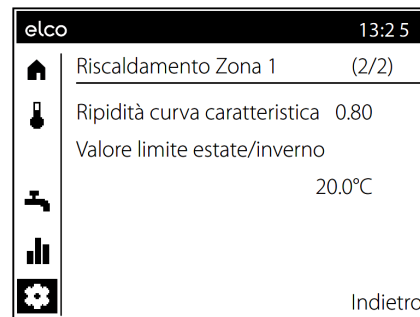 elco 13:2 5
Riscaldamento Zona 1 (2/2)
Ripidità curva caratteristica 0.80
Valore limite estate/inverno
20.0°C
Indietro